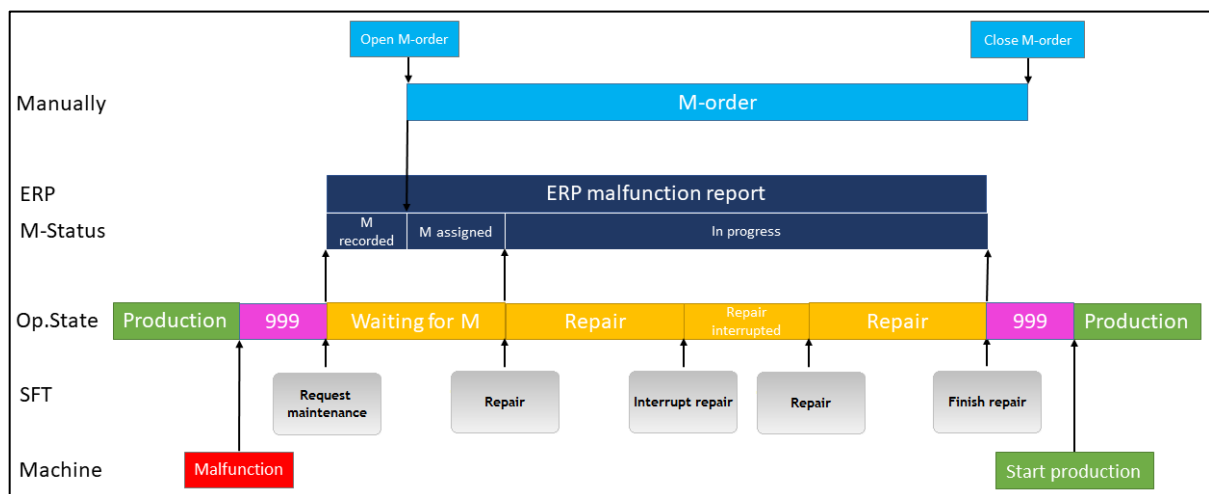 Open M-order
Close M-order
Manually
M-order
ERP
ERP malfunction report
M-Status
M
recorded
M assigned
In progress
Op.State
Production
999
Waiting for M
Repair
Repair
interrupted
Repair
999
Production
SFT
Request
maintenance
Repair
Interrupt repair
Repair
Finish repair
Machine
Malfunction
Start production